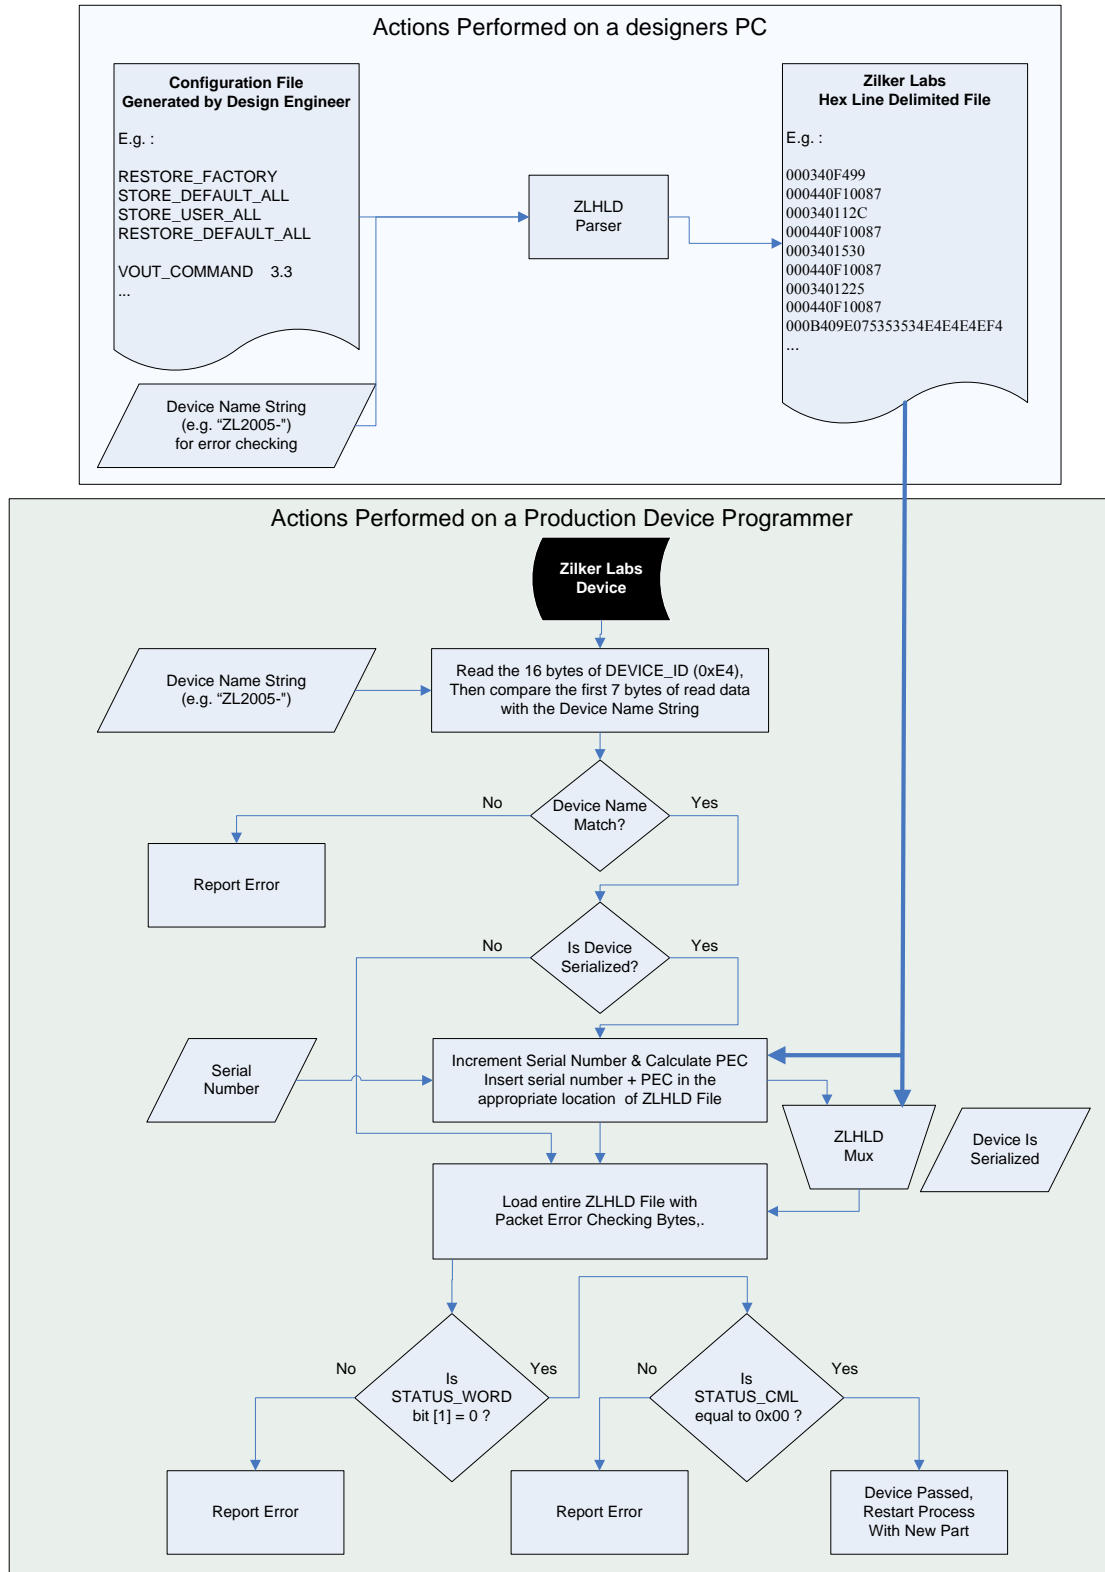 Actions Performed on a designers PC
Configuration File
Generated by Design Engineer
E.g. :
RESTORE_FACTORY
STORE_DEFAULT_ALL
STORE_USER_ALL
RESTORE_DEFAULT_ALL
VOUT_COMMAND 3.3
...
Device Name String
(e.g. “ZL2005-”)
for error checking
ZLHLD
Parser
Zilker Labs
Hex Line Delimited File
E.g. :
000340F499
000440F10087
000340112C
000440F10087
0003401530
000440F10087
0003401225
000440F10087
000B409E075353534E4E4E4EF4
...
Actions Performed on a Production Device Programmer
Zilker Labs
Device
Device Name String
(e.g. “ZL2005-”)
Read the 16 bytes of DEVICE_ID (0xE4),
Then compare the first 7 bytes of read data
with the Device Name String
No
Device Name
Match?
Yes
Report Error
No
Is Device
Serialized?
Yes
Serial
Number
Increment Serial Number & Calculate PEC
Insert serial number + PEC in the
appropriate location of ZLHLD File
ZLHLD
Mux
Device Is
Serialized
Load entire ZLHLD File with
Packet Error Checking Bytes,.
No
Is
STATUS_WORD
bit [1] = 0 ?
Yes
No
Is
STATUS_CML
equal to 0x00 ?
Yes
Report Error
Report Error
Device Passed,
Restart Process
With New Part